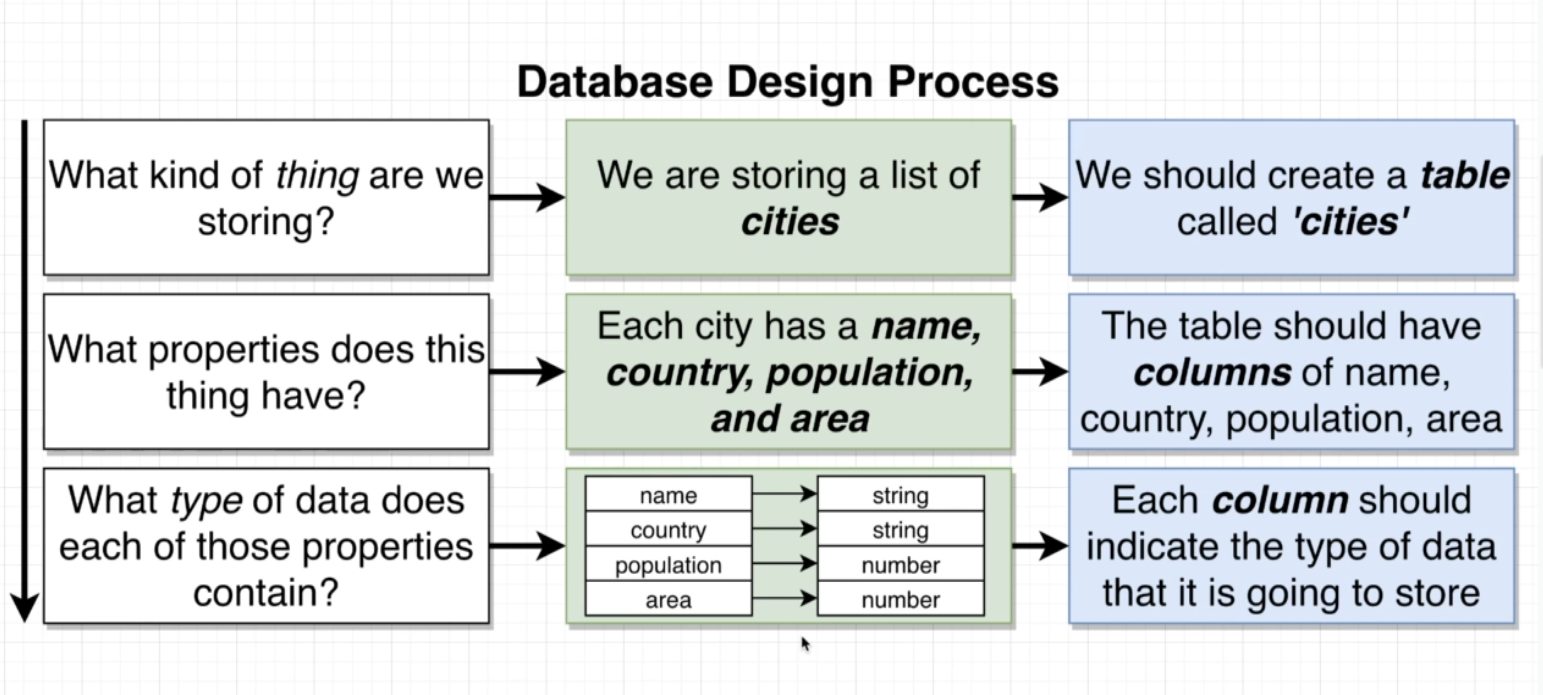 Database Design Process
What kind of thing are we
storing?
We are storing a list of
cities
We should create a table
called 'cities'
What properties does this
thing have?
Each city has a name,
country, population,
and area
The table should have
columns of name,
country, population, area
What type of data does
each of those properties
contain?
name
string
country
string
population
number
area
number
Each column should
indicate the type of data
that it is going to store